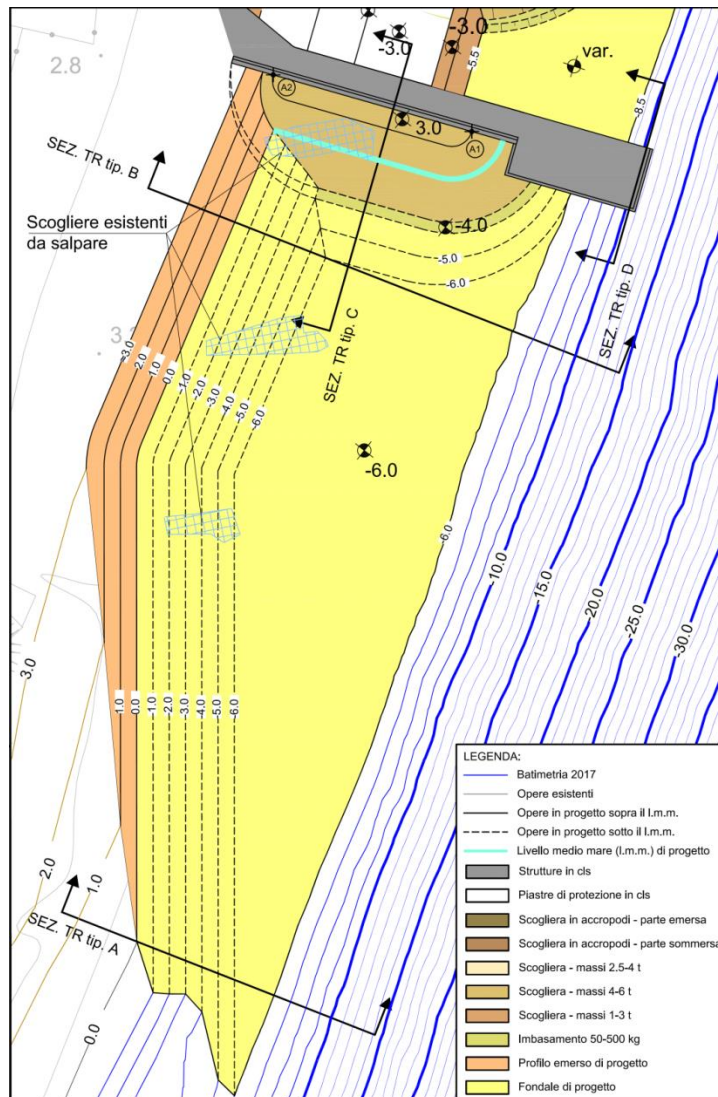 2.8
-3.0
-3.0
-5.5
var.
-8.5
A2
3.0
A1
SEZ. TR tip. B
Scogliere esistenti
da salpare
-4.0
-5.0
-6.0
SEZ. TR tip. C
SEZ. TR tip. D
3.0
2.0
1.0
0.0
-1.0
-2.0
-3.0
-4.0
-5.0
-6.0
-6.0
-6.0
-10.0
-15.0
-20.0
-25.0
-30.0
3.0
1.0
0.0
-1.0
-2.0
-3.0
-4.0
-5.0
-6.0
2.0
1.0
SEZ. TR tip. A
0.0
LEGENDA:
Batimetria 2017
Opere esistenti
Opere in progetto sopra il l.m.m.
Opere in progetto sotto il l.m.m.
Livello medio mare (l.m.m.) di progetto
Strutture in cls
Piastre di protezione in cls
Scogliera in accropodi - parte emersa
Scogliera in accropodi - parte sommersa
Scogliera - massi 2.5-4 t
Scogliera - massi 4-6 t
Scogliera - massi 1-3 t
Imbasamento 50-500 kg
Profilo emerso di progetto
Fondale di progetto